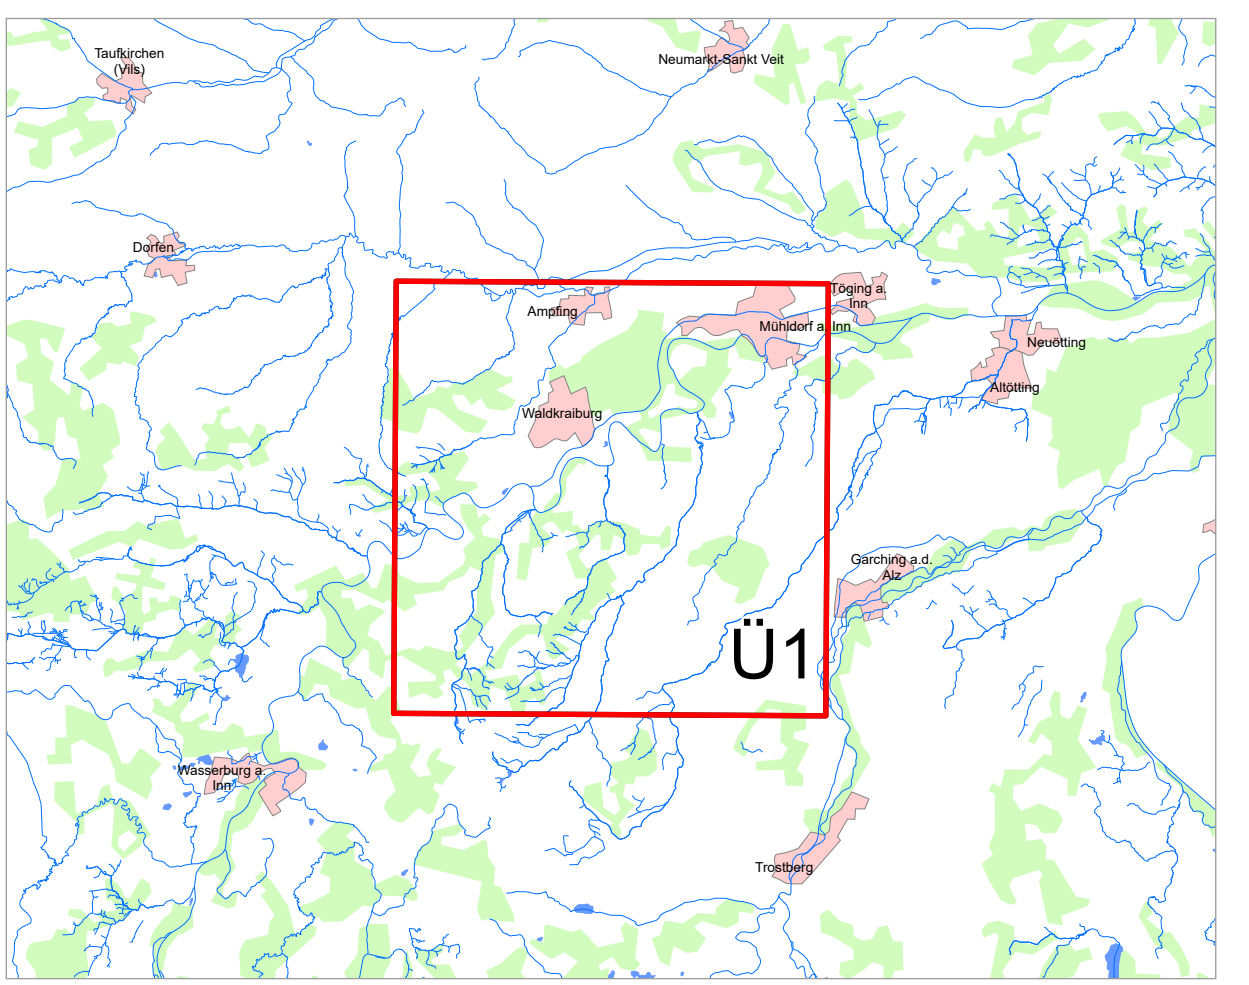 Taufkirchen
(Vils)
Neumarkt-Sankt Veit
Dorfen
Töging a.
Inn
Ampfing
Mühldorf a. Inn
Neuötting
Altötting
Waldkraiburg
Garching a.d.
Alz
Ü1
Wasserburg a.
Inn
Trostberg